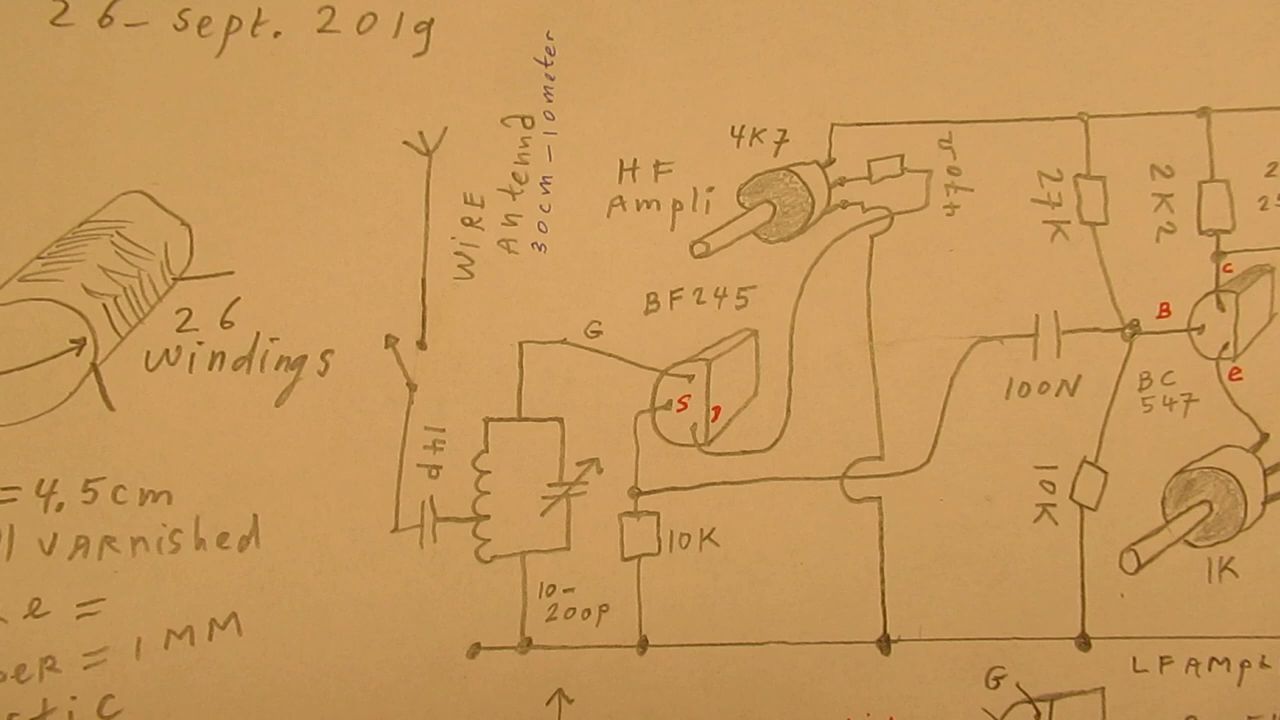 26- sept. 2019
WIRE
Antenna
30cm - 10meter
HF
Ampli
4K7
470Ω
27K
2K2
C
BF245
G
S
B
e
BC
547
100N
26
windings
14p
= 4.5cm
VARnished
10K
10K
1K
10-
200p
e =
= 1MM
LF AMPL
G